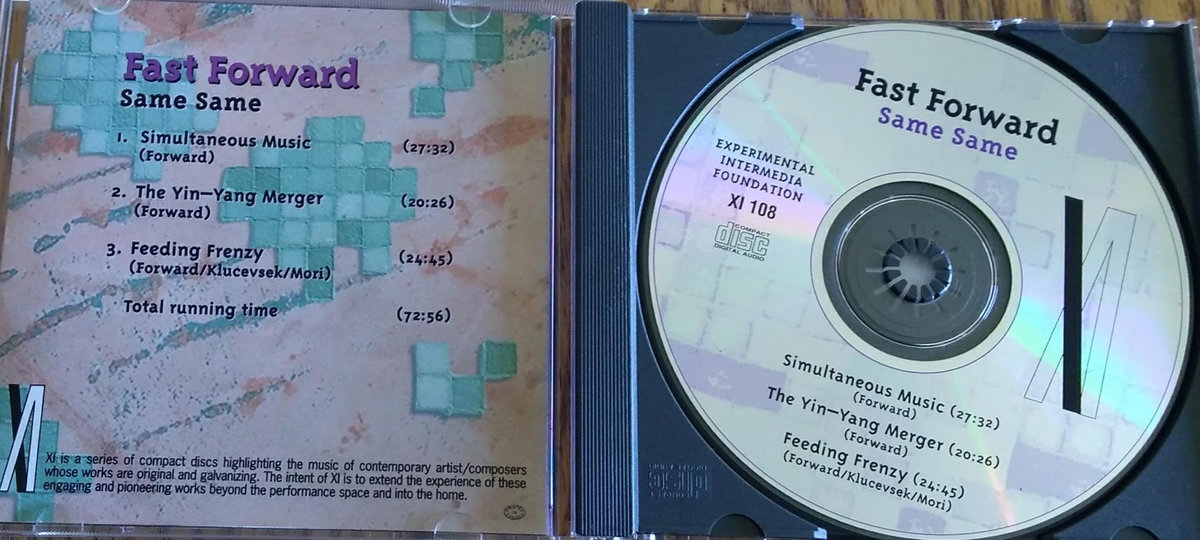 Fast Forward
Same Same
1. Simultaneous Music (27:32)
(Forward)
2. The Yin–Yang Merger (20:26)
(Forward)
3. Feeding Frenzy (24:45)
(Forward/Klucevsek/Mori)
Total running time (72:56)
XI
XI is a series of compact discs highlighting the music of contemporary artist/composers
whose works are original and galvanizing. The intent of XI is to extend the experience of these
engaging and pioneering works beyond the performance space and into the home.
Fast Forward
Same Same
EXPERIMENTAL
INTERMEDIA
FOUNDATION
XI 108
COMPACT
disc
DIGITAL AUDIO
XI
Simultaneous Music (27:32)
(Forward)
The Yin–Yang Merger (20:26)
(Forward)
Feeding Frenzy (24:45)
(Forward/Klucevsek/Mori)